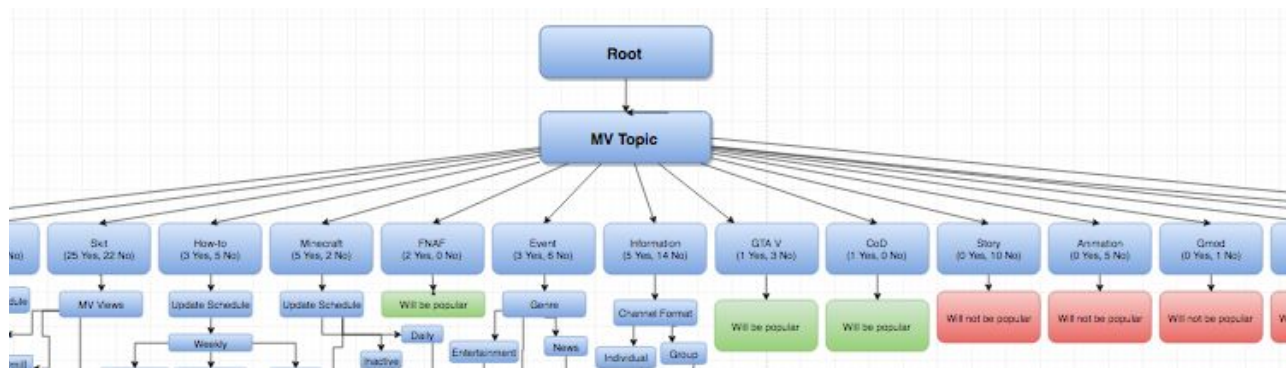 Root
MV Topic
No)
Skit
(25 Yes, 22 No)
How-to
(3 Yes, 5 No)
Minecraft
(5 Yes, 2 No)
FNAF
(2 Yes, 0 No)
Event
(3 Yes, 6 No)
Information
(5 Yes, 14 No)
GTA V
(1 Yes, 3 No)
CoD
(1 Yes, 0 No)
Story
(0 Yes, 10 No)
Animation
(0 Yes, 5 No)
Gmod
(0 Yes, 1 No)
MV Views
Update Schedule
Update Schedule
Will be popular
Genre
Channel Format
Will be popular
Will be popular
Will not be popular
Will not be popular
Will not be popular
Weekly
Daily
Inactive
Entertainment
News
Individual
Group